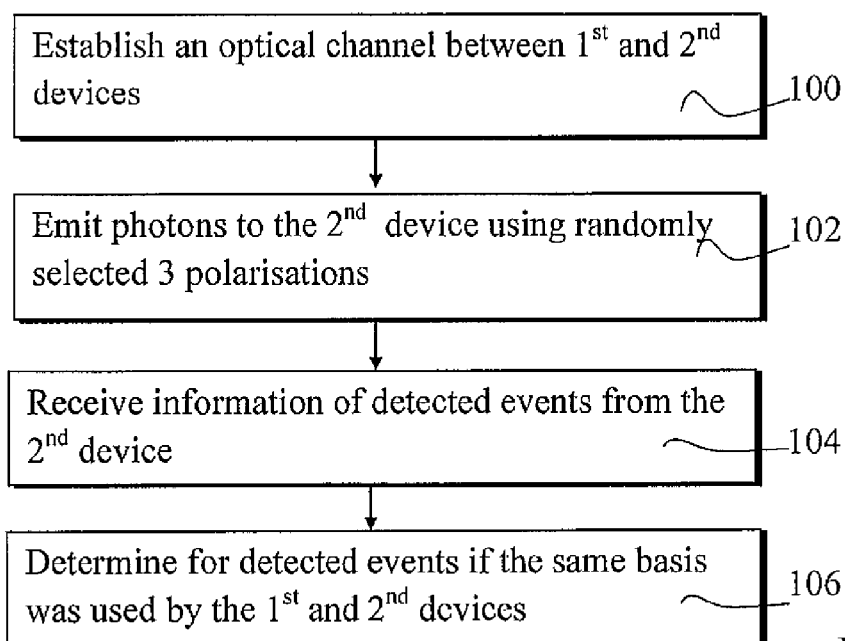 Establish an optical channel between 1st and 2nd
devices
100
Emit photons to the 2nd device using randomly
selected 3 polarisations
102
Receive information of detected events from the
2nd device
104
Determine for detected events if the same basis
was used by the 1st and 2nd devices
106